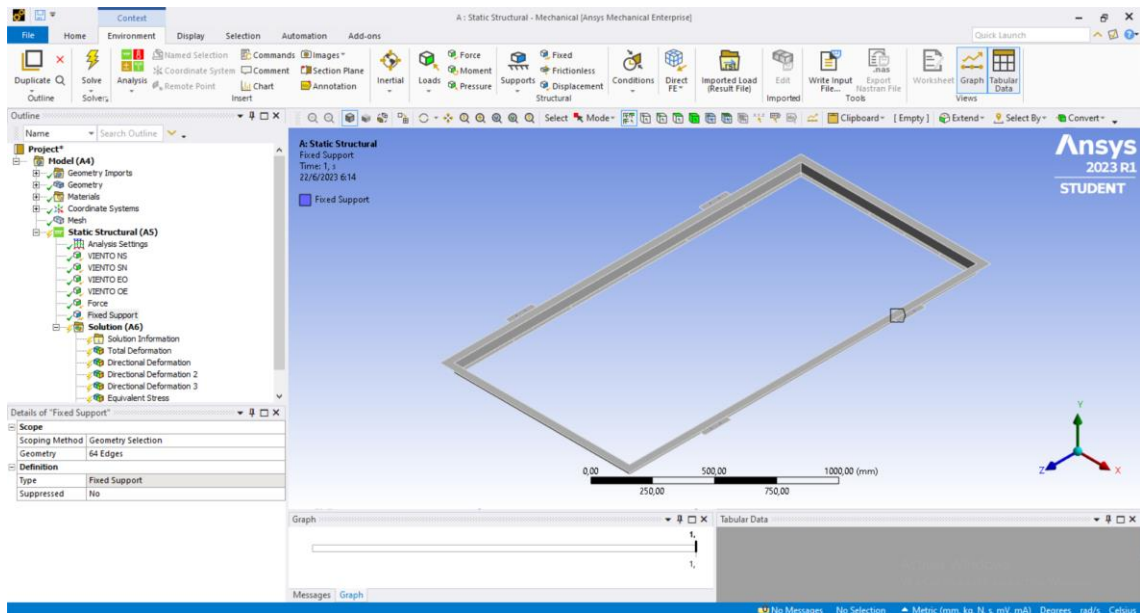 Context
A : Static Structural - Mechanical [Ansys Mechanical Enterprise]
File Home Environment Display Selection Automation Add-ons
Quick Launch
Duplicate Q
Outline
Solve
Solver
Analysis
Named Selection
Coordinate System
Remote Point
Commands
Comment
Chart
Images
Section Plane
Annotation
Insert
Inertial
Loads
Force
Moment
Pressure
Supports
Fixed
Frictionless
Displacement
Structural
Conditions
Direct
FE
Imported Load
(Result File)
Edit
Imported
Write Input
File...
Export
Nastran File
Tools
Worksheet
Graph
Tabular
Data
Views
Outline
Name Search Outline
Select Mode Clipboard [Empty] Extend Select By Convert
Project*
Model (A4)
Geometry Imports
Geometry
Materials
Coordinate Systems
Mesh
Static Structural (A5)
Analysis Settings
VIENTO NS
VIENTO SN
VIENTO EO
VIENTO OE
Force
Fixed Support
Solution (A6)
Solution Information
Total Deformation
Directional Deformation
Directional Deformation 2
Directional Deformation 3
Equivalent Stress
Details of "Fixed Support"
Scope
Scoping Method Geometry Selection
Geometry 64 Edges
Definition
Type Fixed Support
Suppressed No
A: Static Structural
Fixed Support
Time: 1, s
22/6/2023 6:14
Fixed Support
Ansys
2023 R1
STUDENT
0,00 500,00 1000,00 (mm)
250,00 750,00
Y
Z X
Graph
1,
1,
Messages Graph
Tabular Data
No Messages No Selection Metric (mm, kg, N, s, mV, mA) Degrees rad/s Celsius